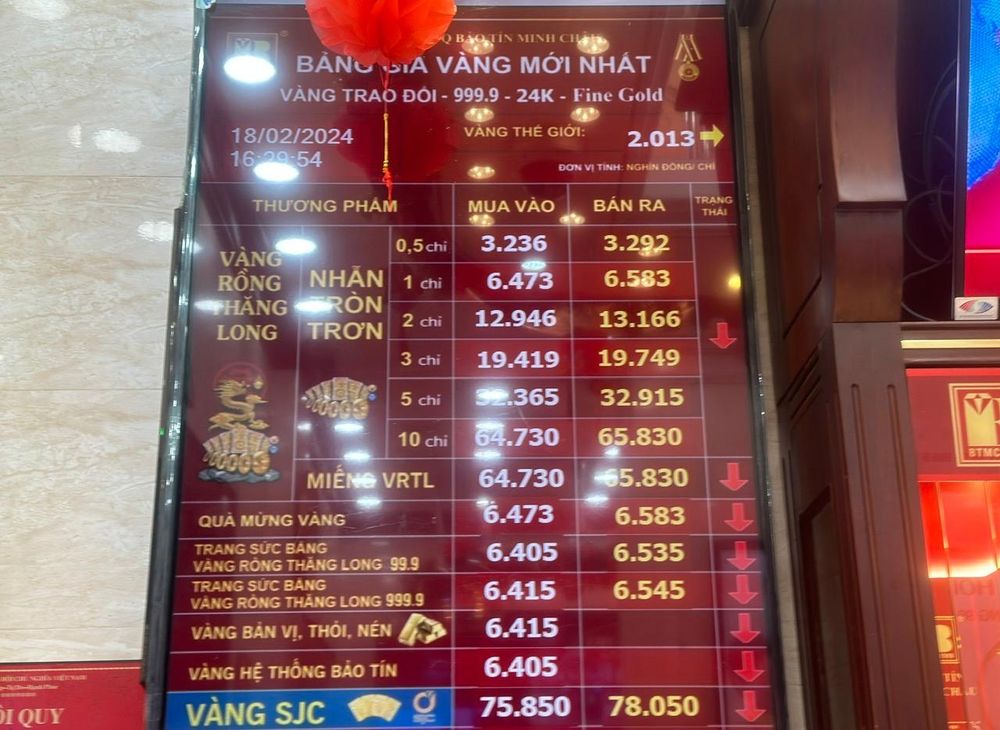 Q BẢO TÍN MINH CHÂU
BẢNG GIÁ VÀNG MỚI NHẤT
VÀNG TRAO ĐỔI - 999.9 - 24K - Fine Gold
18/02/2024
VÀNG THẾ GIỚI: 2.013
16:29:54
ĐƠN VỊ TÍNH: NGHÌN ĐỒNG/ CHỈ
THƯƠNG PHẨM MUA VÀO BÁN RA TRẠNG THÁI
VÀNG RỒNG THĂNG LONG
NHẪN TRÒN TRƠN
0,5 chỉ 3.236 3.292
1 chỉ 6.473 6.583
2 chỉ 12.946 13.166
3 chỉ 19.419 19.749
5 chỉ 32.365 32.915
10 chỉ 64.730 65.830
MIẾNG VRTL 64.730 65.830
QUÀ MỪNG VÀNG 6.473 6.583
TRANG SỨC BẰNG
VÀNG RỒNG THĂNG LONG 99.9 6.405 6.535
TRANG SỨC BẰNG
VÀNG RỒNG THĂNG LONG 999.9 6.415 6.545
VÀNG BẢN VỊ, THỎI, NÉN 6.415
VÀNG HỆ THỐNG BẢO TÍN 6.405
VÀNG SJC SJC 75.850 78.050
BTMC